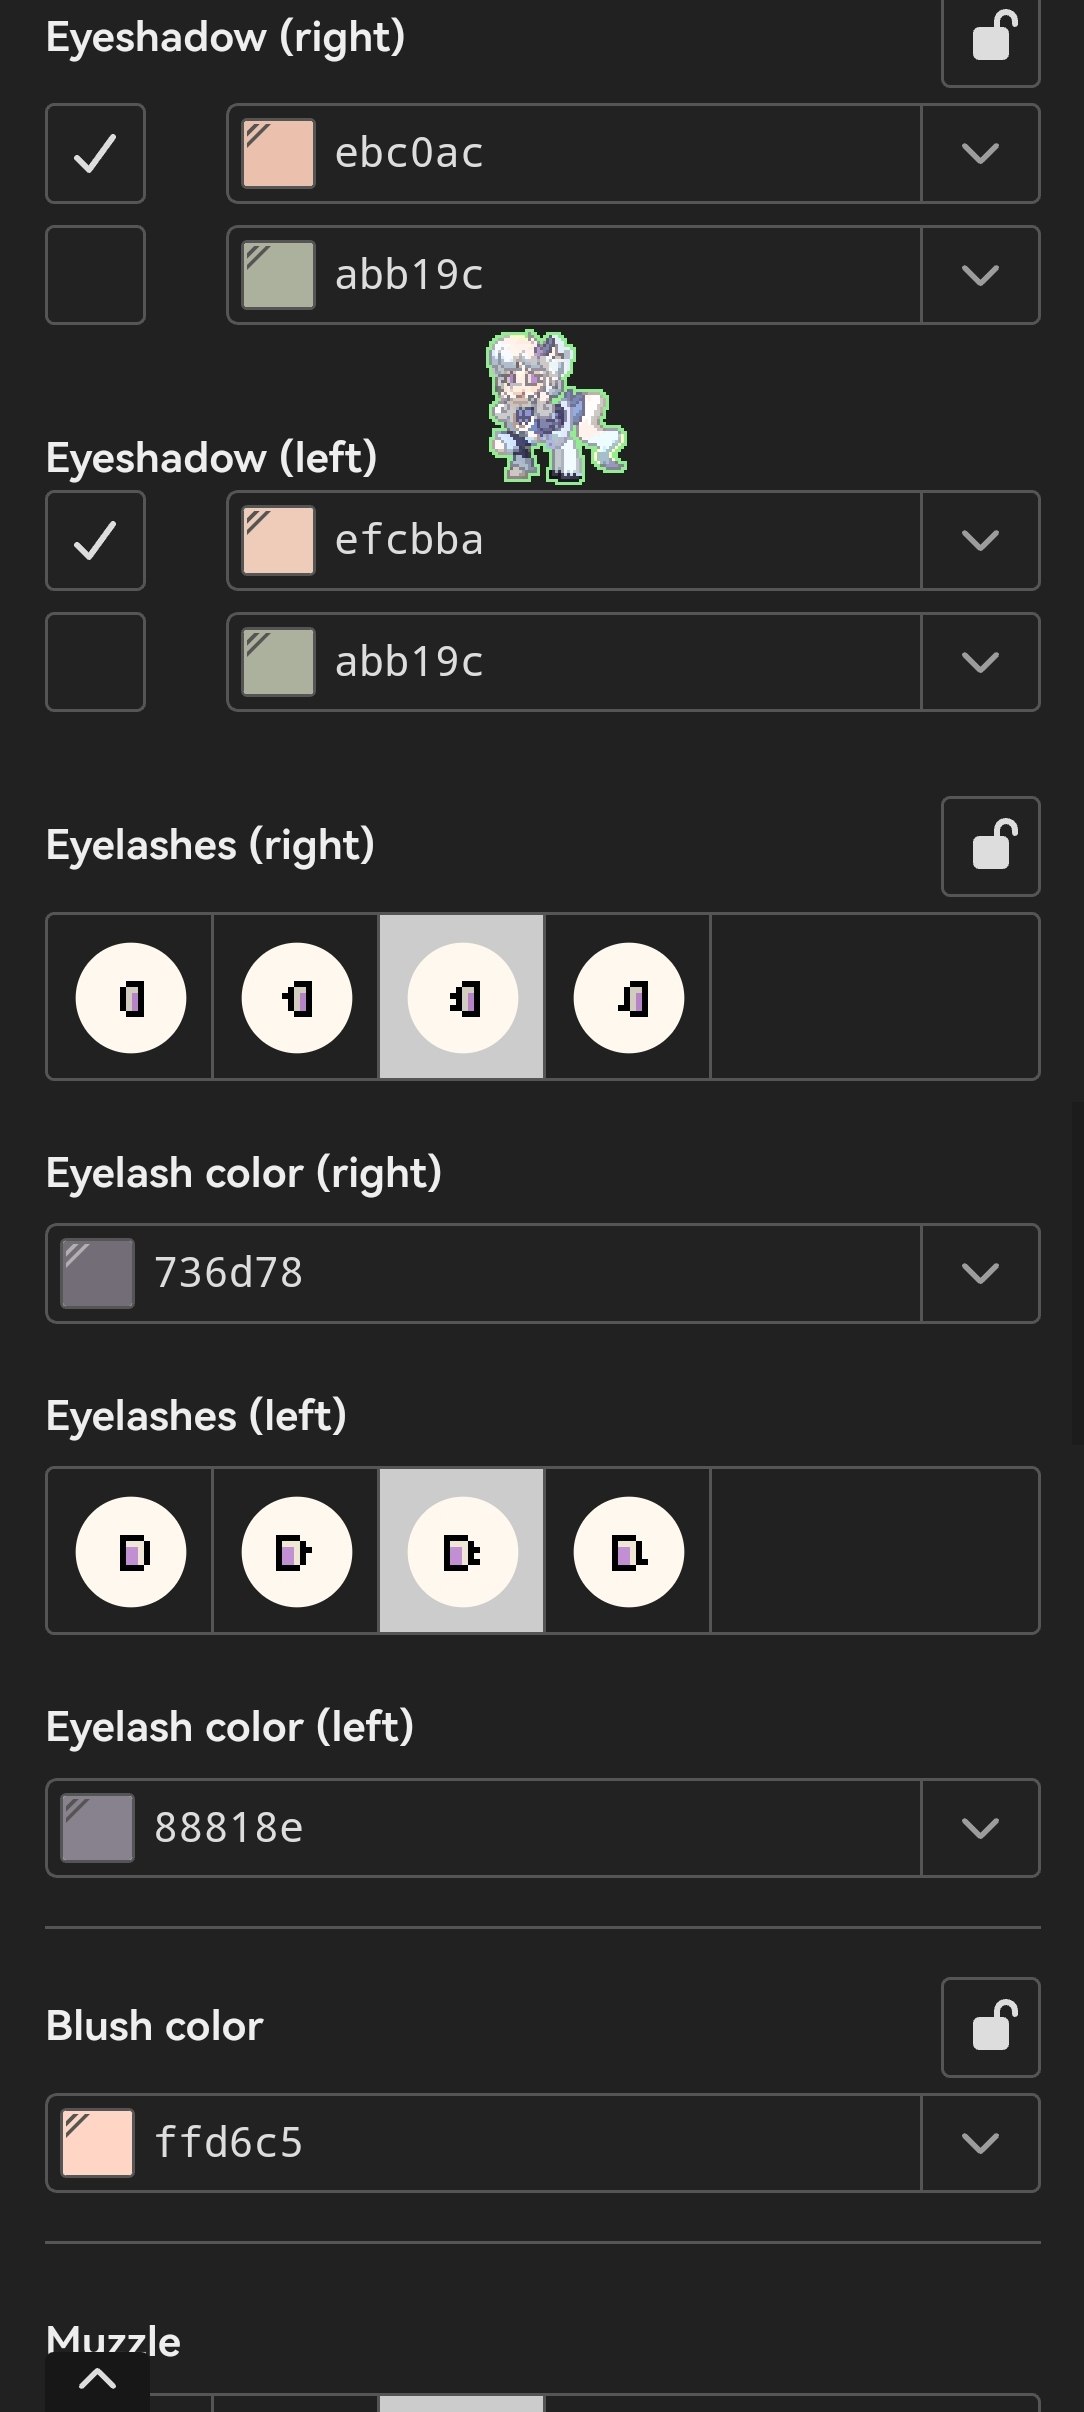 Eyeshadow (right)
ebc0ac
abb19c
Eyeshadow (left)
efcbba
abb19c
Eyelashes (right)
Eyelash color (right)
736d78
Eyelashes (left)
Eyelash color (left)
88818e
Blush color
ffd6c5
Muzzle